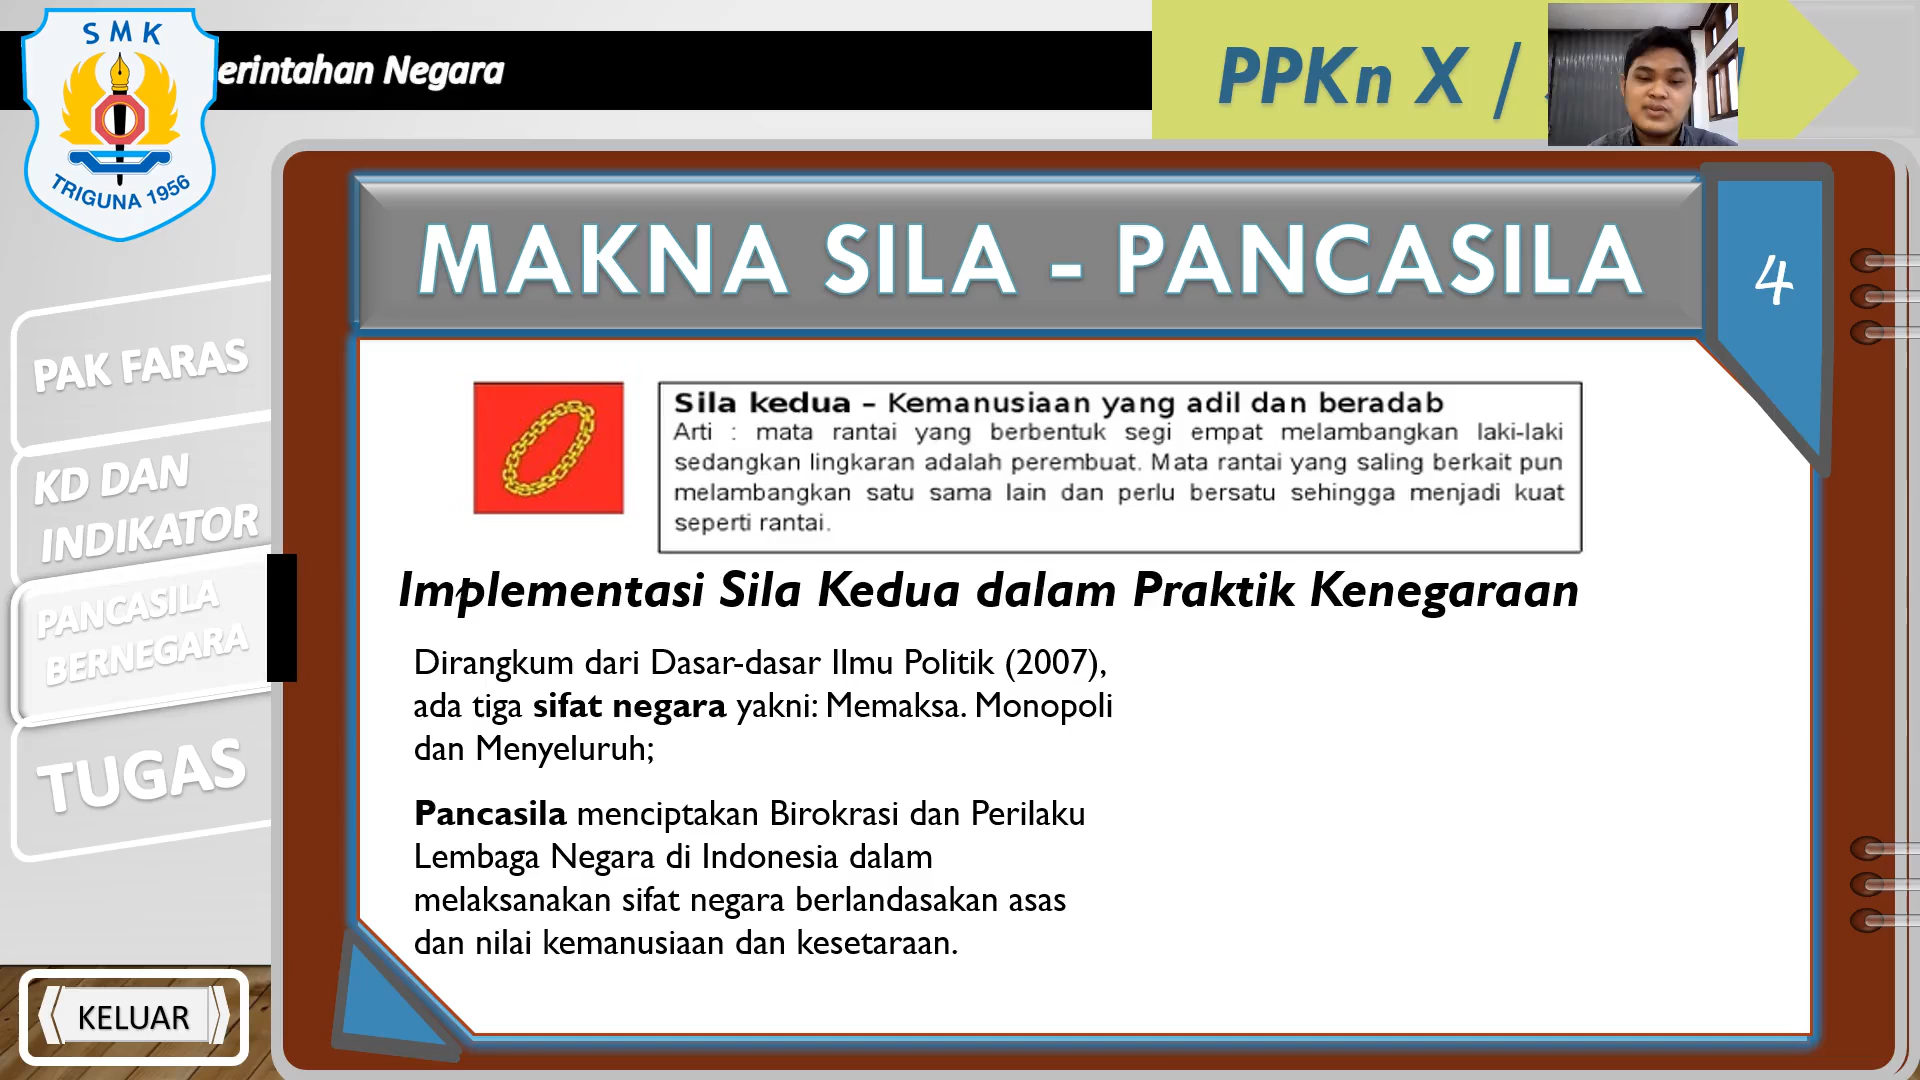 SMK
TRIGUNA 1956
erintahan Negara
PPKn X /
MAKNA SILA - PANCASILA
4
PAK FARAS
KD DAN
INDIKATOR
PANCASILA
BERNEGARA
TUGAS
KELUAR
Sila kedua – Kemanusiaan yang adil dan beradab
Arti : mata rantai yang berbentuk segi empat melambangkan laki-laki
sedangkan lingkaran adalah perembuat. Mata rantai yang saling berkait pun
melambangkan satu sama lain dan perlu bersatu sehingga menjadi kuat
seperti rantai.
Implementasi Sila Kedua dalam Praktik Kenegaraan
Dirangkum dari Dasar-dasar Ilmu Politik (2007),
ada tiga sifat negara yakni: Memaksa. Monopoli
dan Menyeluruh;
Pancasila menciptakan Birokrasi dan Perilaku
Lembaga Negara di Indonesia dalam
melaksanakan sifat negara berlandasakan asas
dan nilai kemanusiaan dan kesetaraan.